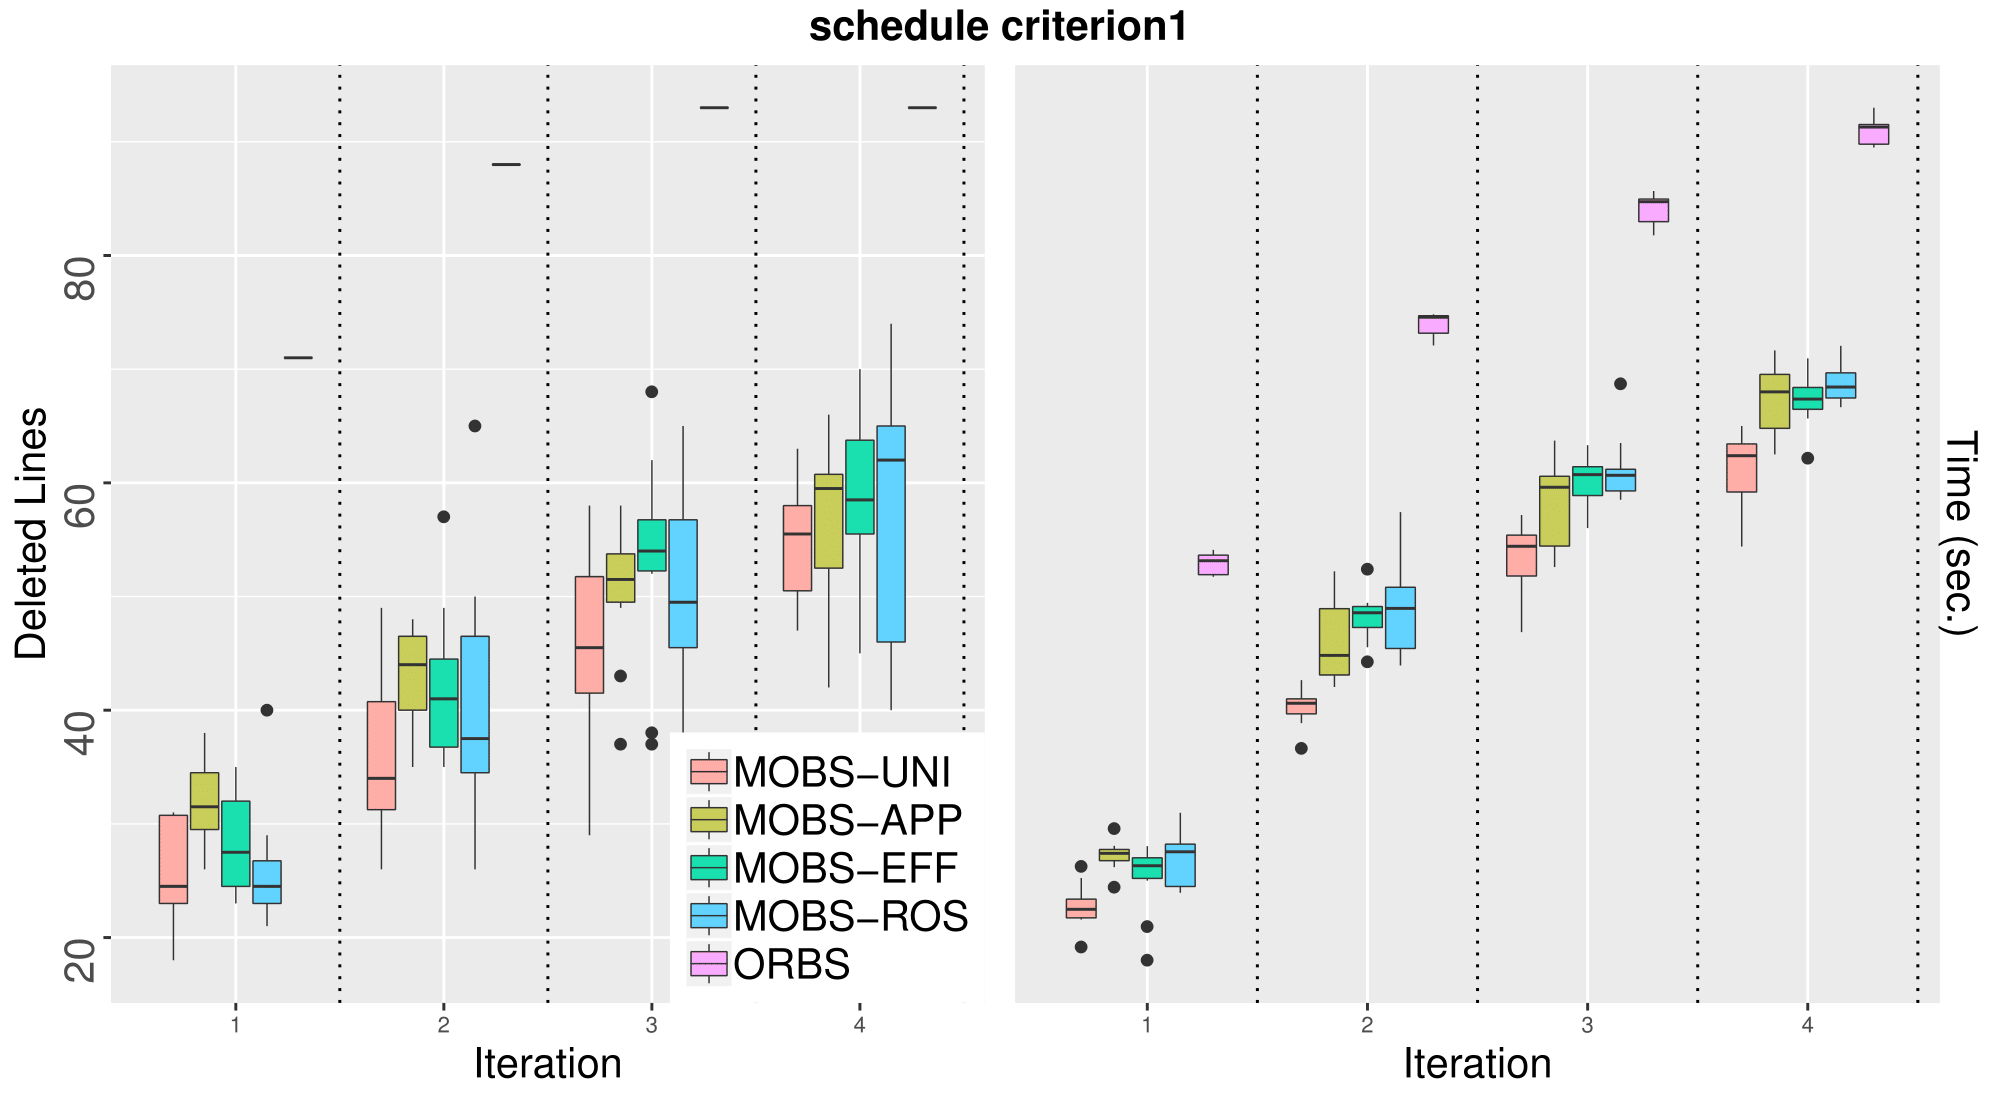 schedule criterion1
Deleted Lines
80
60
40
20
MOBS−UNI
MOBS−APP
MOBS−EFF
MOBS−ROS
ORBS
1 2 3 4
Iteration
1 2 3 4
Iteration
Time (sec.)